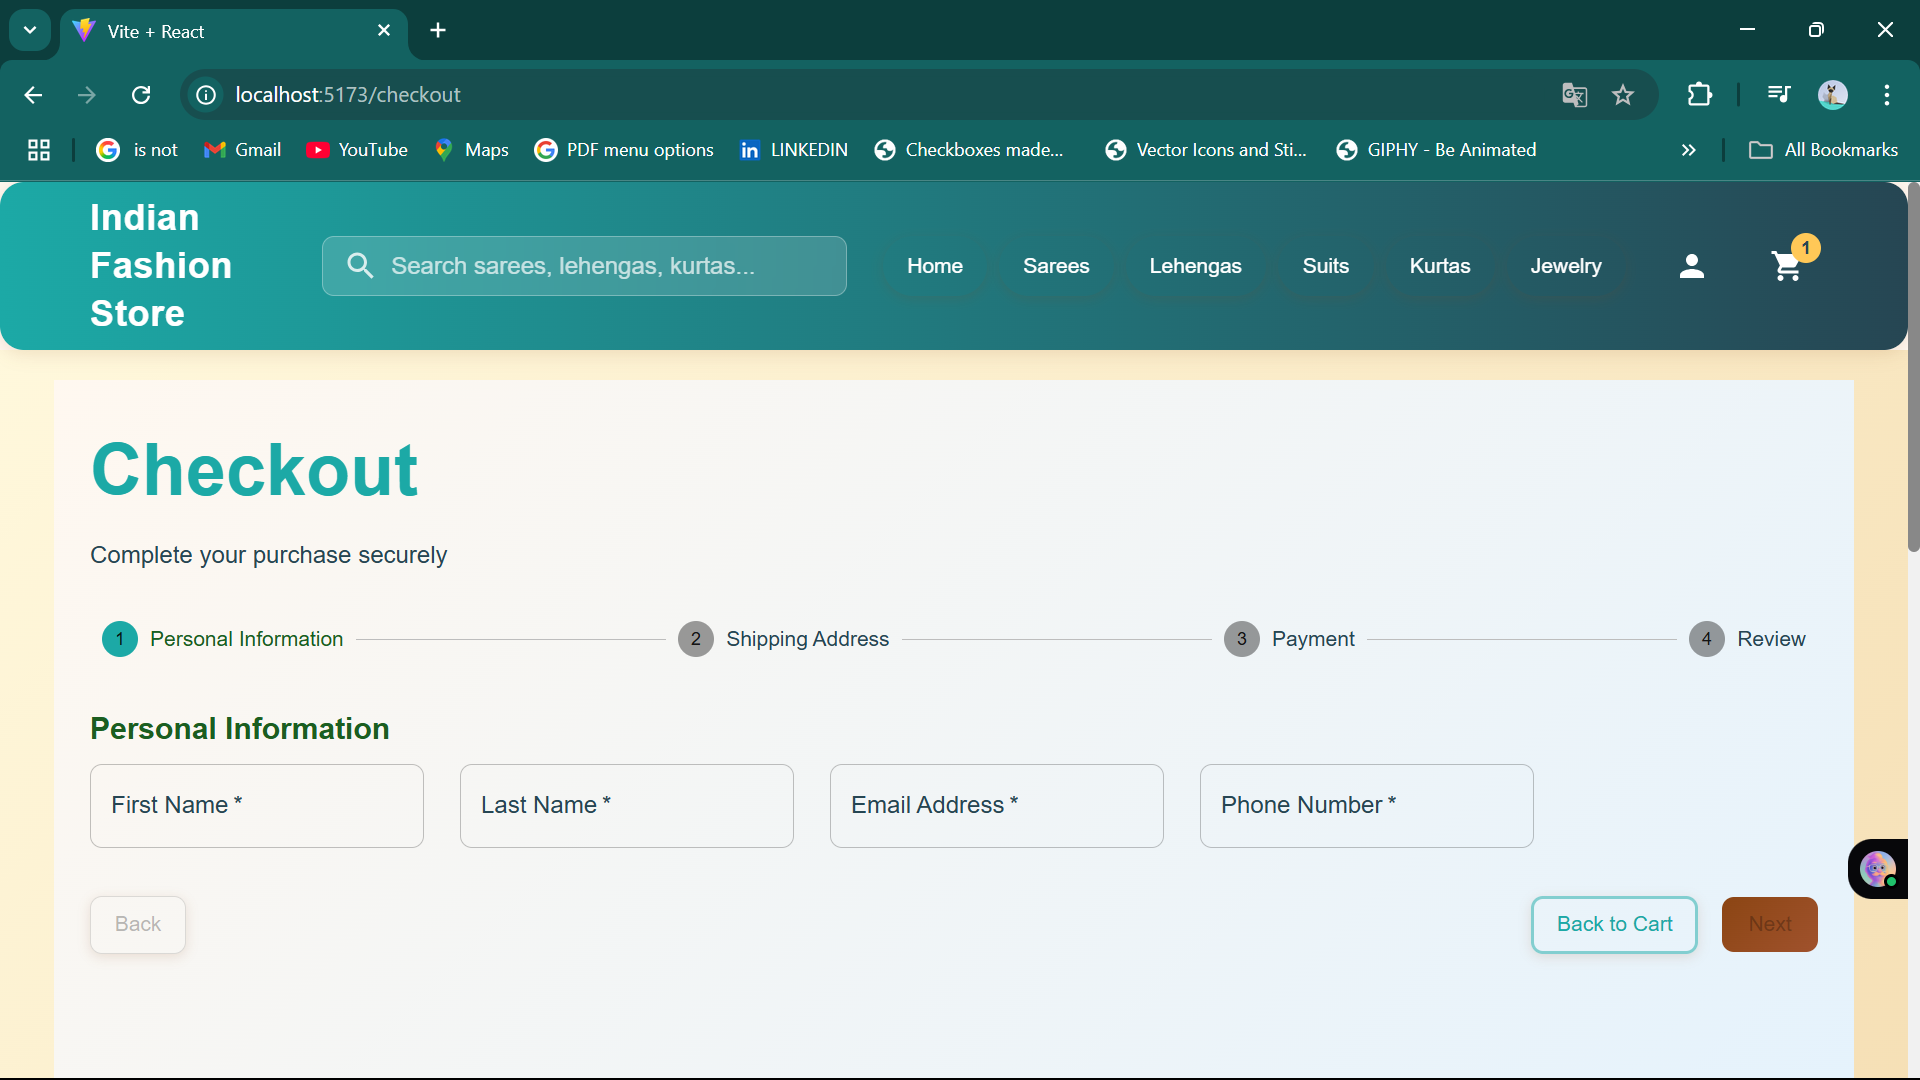 Vite + React
localhost:5173/checkout
is not
Gmail
YouTube
Maps
PDF menu options
LINKEDIN
Checkboxes made...
Vector Icons and Sti...
GIPHY - Be Animated
All Bookmarks
Indian
Fashion
Store
Search sarees, lehengas, kurtas...
Home
Sarees
Lehengas
Suits
Kurtas
Jewelry
1
Checkout
Complete your purchase securely
1 Personal Information
2 Shipping Address
3 Payment
4 Review
Personal Information
First Name *
Last Name *
Email Address *
Phone Number *
Back
Back to Cart
Next